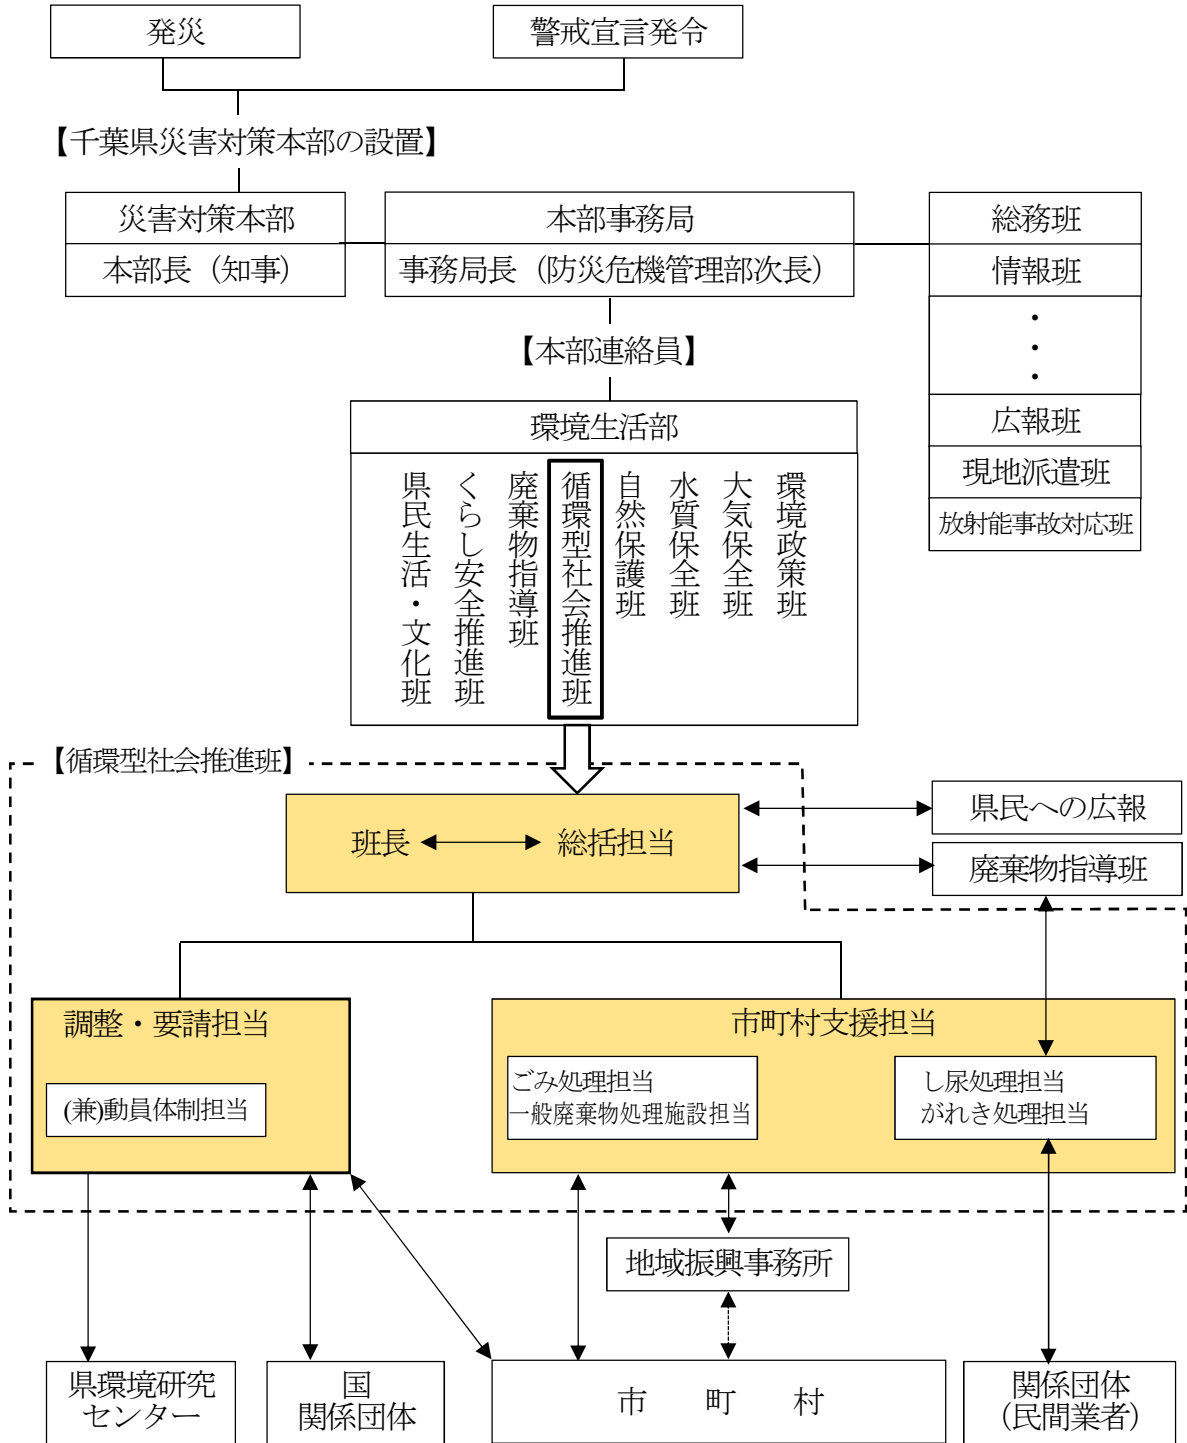 発災
警戒宣言発令
【千葉県災害対策本部の設置】
災害対策本部
本部長（知事）
本部事務局
事務局長（防災危機管理部次長）
総務班
情報班
・
・
・
広報班
現地派遣班
放射能事故対応班
【本部連絡員】
環境生活部
環境政策班
大気保全班
水質保全班
自然保護班
循環型社会推進班
廃棄物指導班
くらし安全推進班
県民生活・文化班
【循環型社会推進班】
班長
総括担当
県民への広報
廃棄物指導班
調整・要請担当
(兼)動員体制担当
市町村支援担当
ごみ処理担当
一般廃棄物処理施設担当
し尿処理担当
がれき処理担当
地域振興事務所
県環境研究
センター
国
関係団体
市　町　村
関係団体
（民間業者）